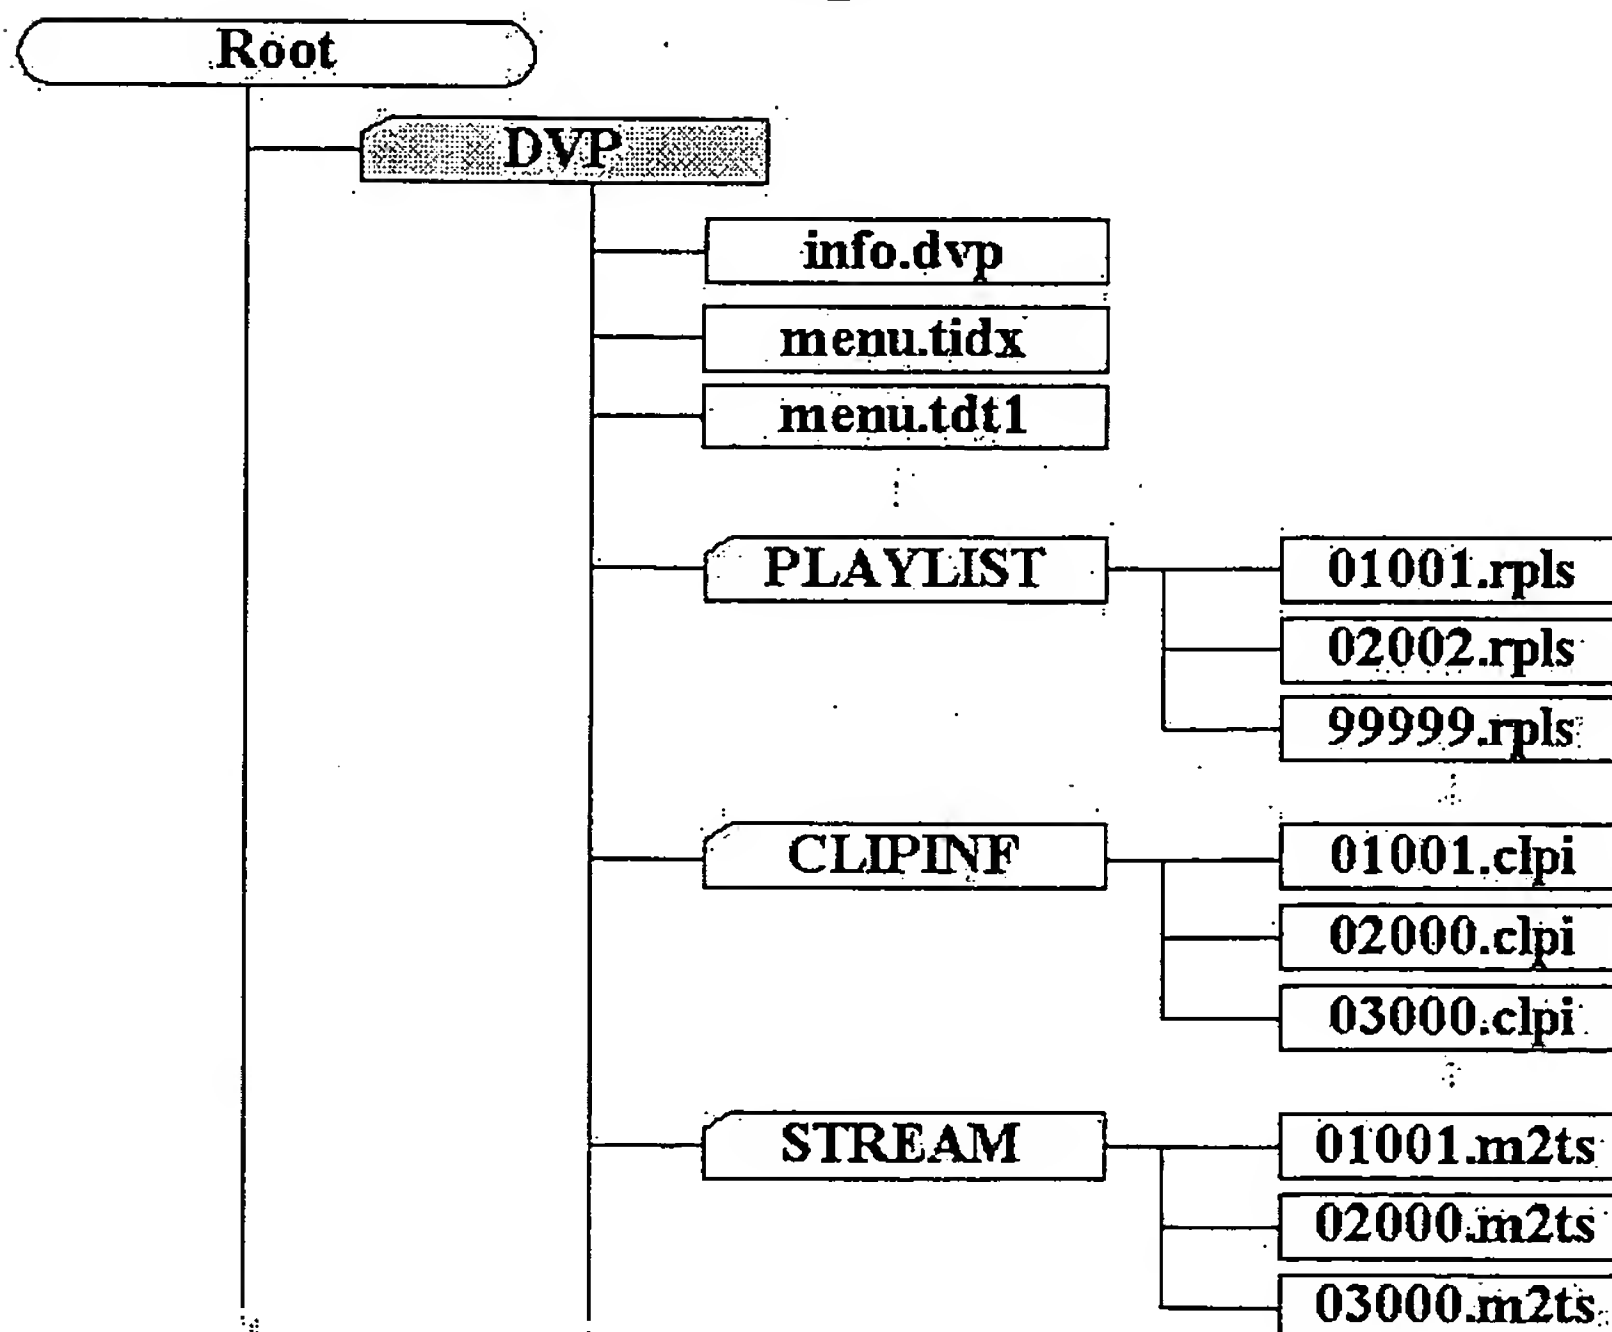 Root
DVP
info.dvp
menu.tidx
menu.tdt1
PLAYLIST
01001.rpls
02002.rpls
99999.rpls
CLIPINF
01001.clpi
02000.clpi
03000.clpi
STREAM
01001.m2ts
02000.m2ts
03000.m2ts